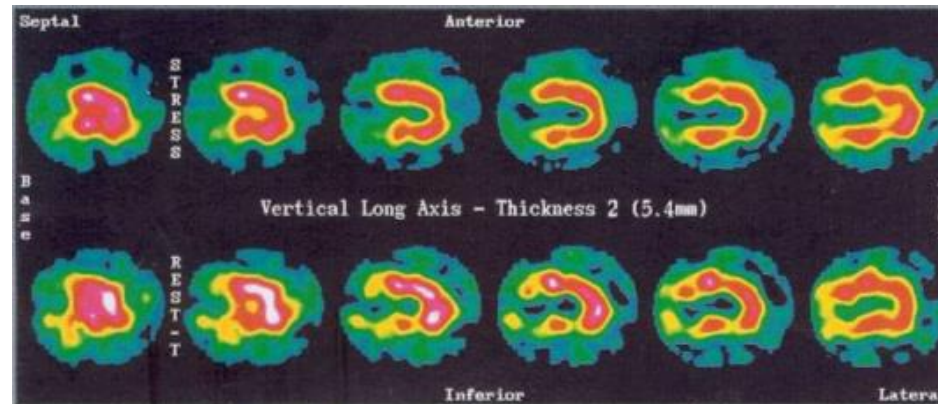 Septal
Anterior
STRESS
Base
Vertical Long Axis - Thickness 2 (5.4mm)
REST-T
Inferior
Latera